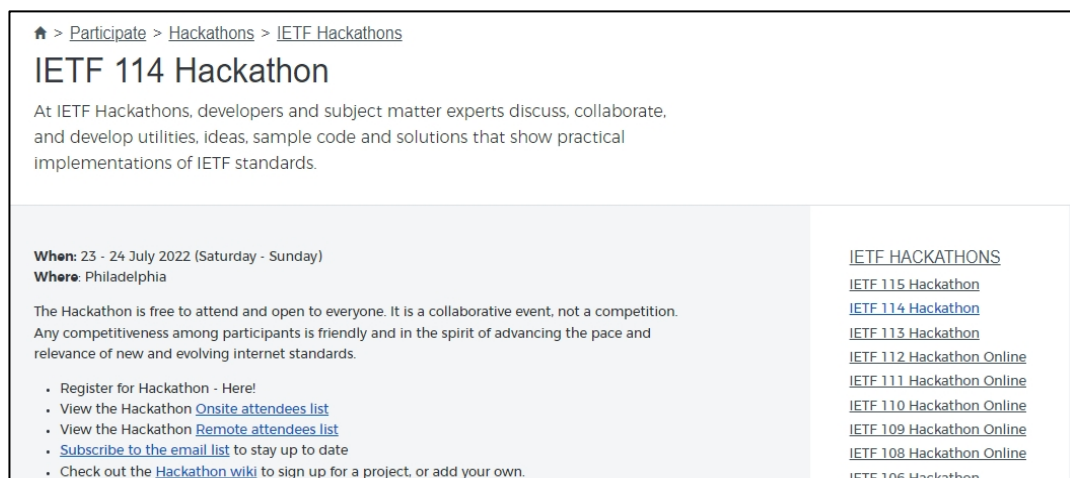 > Participate > Hackathons > IETF Hackathons
IETF 114 Hackathon
At IETF Hackathons, developers and subject matter experts discuss, collaborate,
and develop utilities, ideas, sample code and solutions that show practical
implementations of IETF standards.
When: 23 - 24 July 2022 (Saturday - Sunday)
Where: Philadelphia
The Hackathon is free to attend and open to everyone. It is a collaborative event, not a competition.
Any competitiveness among participants is friendly and in the spirit of advancing the pace and
relevance of new and evolving internet standards.
• Register for Hackathon - Here!
• View the Hackathon Onsite attendees list
• View the Hackathon Remote attendees list
• Subscribe to the email list to stay up to date
• Check out the Hackathon wiki to sign up for a project, or add your own.
IETF HACKATHONS
IETF 115 Hackathon
IETF 114 Hackathon
IETF 113 Hackathon
IETF 112 Hackathon Online
IETF 111 Hackathon Online
IETF 110 Hackathon Online
IETF 109 Hackathon Online
IETF 108 Hackathon Online
IETF 106 Hackathon